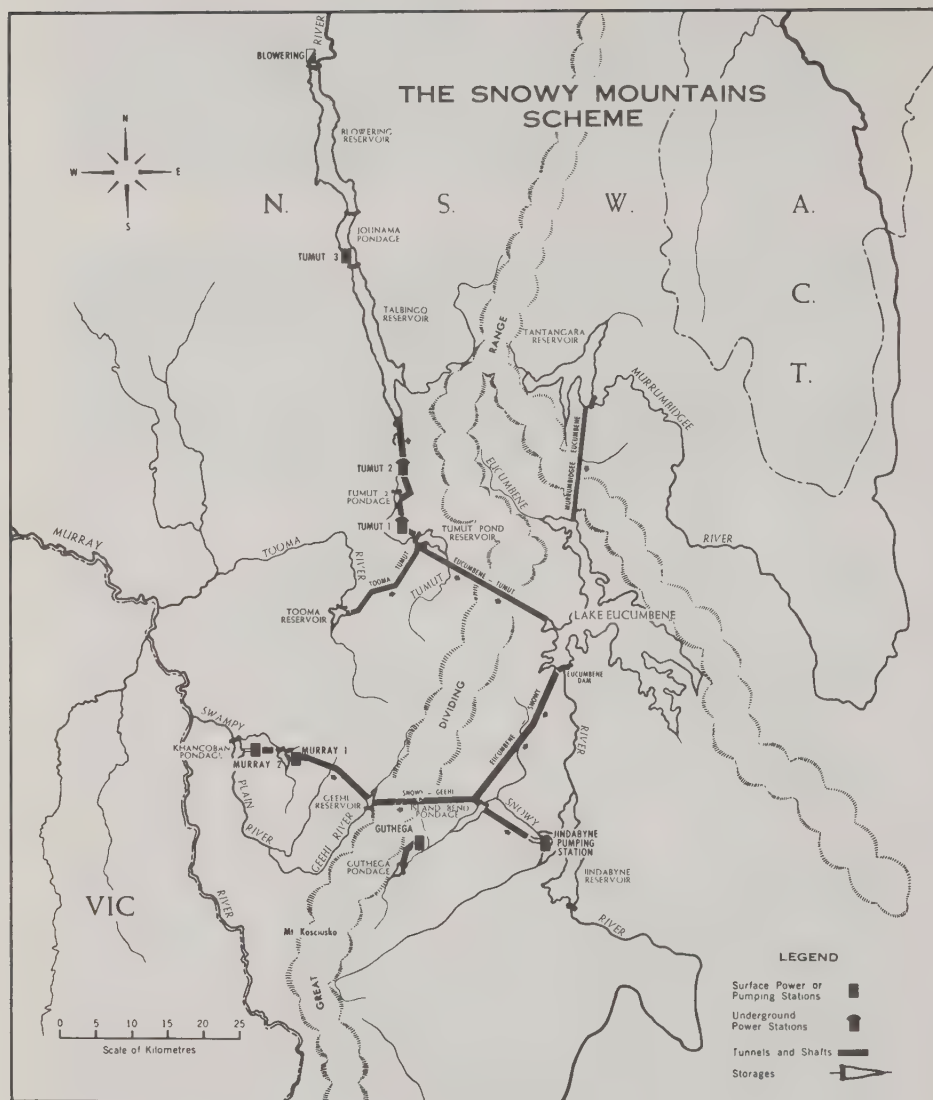 THE SNOWY MOUNTAINS
SCHEME
RIVER
BLOWERING
BLOWERING
RESERVOIR
N
W
E
S
N.
S.
W.
A.
C.
T.
JOUNAMA
PONDAGE
TUMUT 3
TALBINGO
RESERVOIR
RANGE
TANTANGARA
RESERVOIR
MURRUMBIDGEE
MURRUMBIDGEE EUCUMBENE
EUCUMBENE
TUMUT 2
TUMUT 2
PONDAGE
TUMUT 1
TUMUT POND
RESERVOIR
MURRAY
TOOMA
RIVER
TOOMA TUMUT
TUMUT
EUCUMBENE - TUMUT
RIVER
TOOMA
RESERVOIR
LAKE EUCUMBENE
EUCUMBENE
DAM
DIVIDING
EUCUMBENE - SNOWY
RIVER
SWAMPY
KHANCOBAN
PONDAGE
MURRAY 1
MURRAY 2
PLAIN
RIVER
GEEHI
RESERVOIR
GEEHI RIVER
SNOWY - GEEHI
ISLAND BEND
PONDAGE
SNOWY
GUTHEGA
JINDABYNE
PUMPING
STATION
GUTHEGA
PONDAGE
JINDABYNE
RESERVOIR
RIVER
VIC
RIVER
Mt Kosciusko
GREAT
LEGEND
Surface Power or
Pumping Stations
Underground
Power Stations
Tunnels and Shafts
Storages
0 5 10 15 20 25
Scale of Kilometres